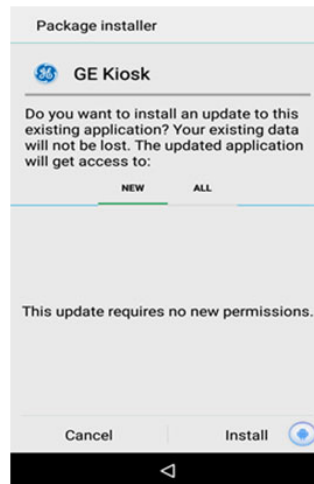 Package installer
GE Kiosk
Do you want to install an update to this
existing application? Your existing data
will not be lost. The updated application
will get access to:
NEW ALL
This update requires no new permissions.
Cancel Install